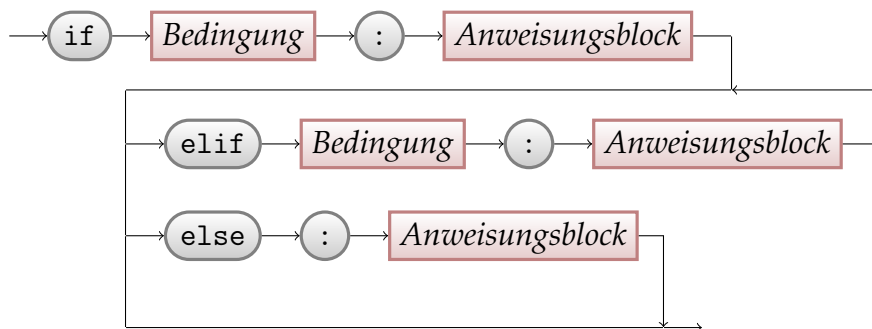 if Bedingung : Anweisungsblock
elif Bedingung : Anweisungsblock
else : Anweisungsblock